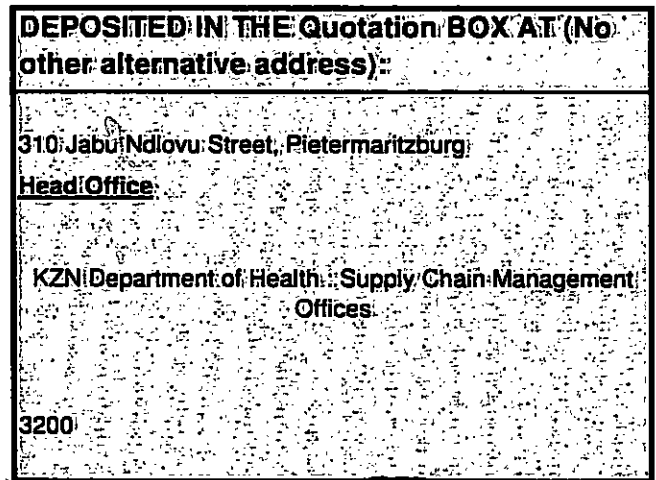 DEPOSITED IN THE Quotation BOX AT (No
other alternative address):
310 Jabu Ndlovu Street, Pietermaritzburg
Head Office
KZN Department of Health : Supply Chain Management
Offices
3200